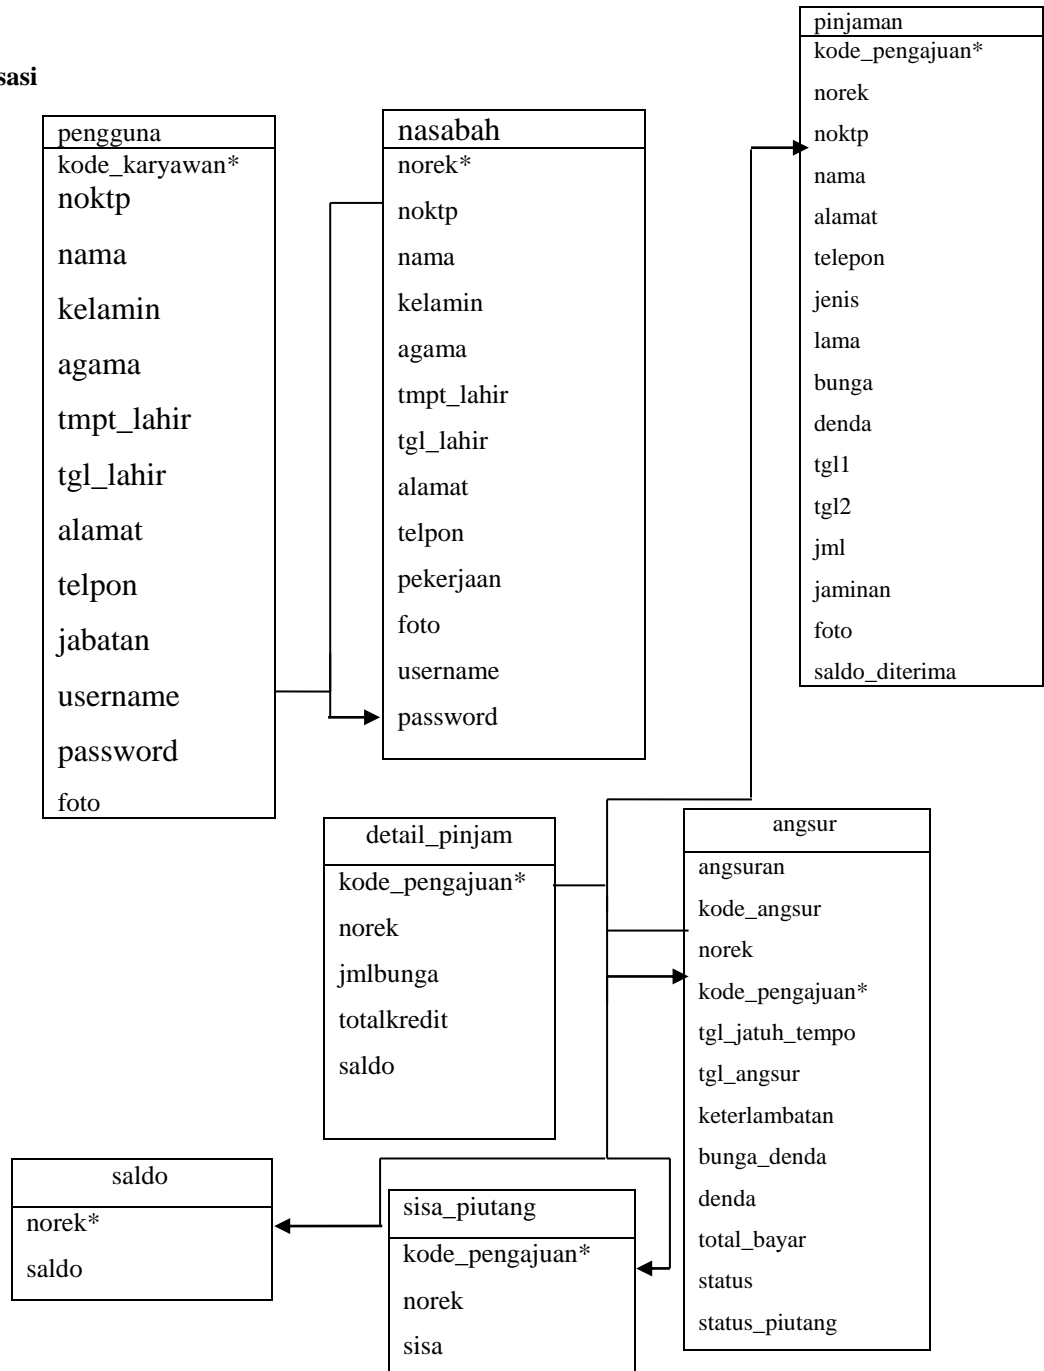 sasi
pengguna
kode_karyawan*
noktp
nama
kelamin
agama
tmpt_lahir
tgl_lahir
alamat
telpon
jabatan
username
password
foto
nasabah
norek*
noktp
nama
kelamin
agama
tmpt_lahir
tgl_lahir
alamat
telpon
pekerjaan
foto
username
password
pinjaman
kode_pengajuan*
norek
noktp
nama
alamat
telepon
jenis
lama
bunga
denda
tgl1
tgl2
jml
jaminan
foto
saldo_diterima
detail_pinjam
kode_pengajuan*
norek
jmlbunga
totalkredit
saldo
angsur
angsuran
kode_angsur
norek
kode_pengajuan*
tgl_jatuh_tempo
tgl_angsur
keterlambatan
bunga_denda
denda
total_bayar
status
status_piutang
saldo
norek*
saldo
sisa_piutang
kode_pengajuan*
norek
sisa